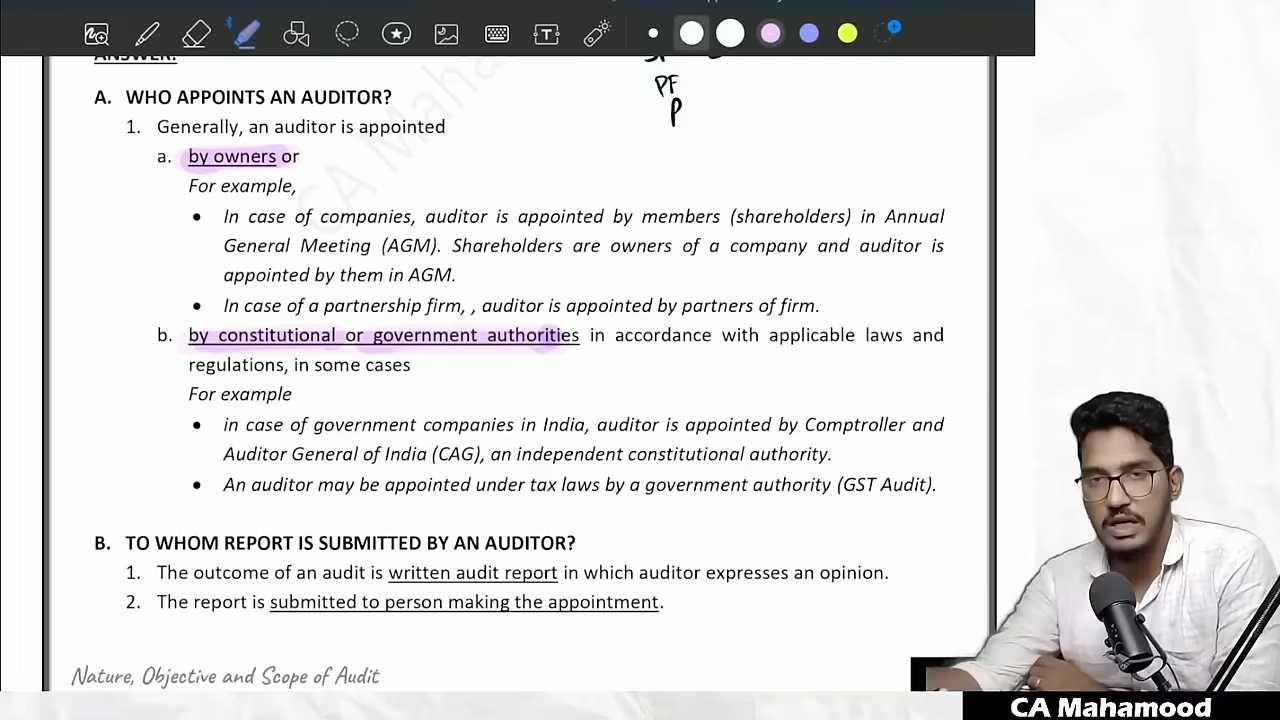 ANSWER:
PF
P
A. WHO APPOINTS AN AUDITOR?
1. Generally, an auditor is appointed
a. by owners or
For example,
• In case of companies, auditor is appointed by members (shareholders) in Annual
General Meeting (AGM). Shareholders are owners of a company and auditor is
appointed by them in AGM.
• In case of a partnership firm, , auditor is appointed by partners of firm.
b. by constitutional or government authorities in accordance with applicable laws and
regulations, in some cases
For example
• in case of government companies in India, auditor is appointed by Comptroller and
Auditor General of India (CAG), an independent constitutional authority.
• An auditor may be appointed under tax laws by a government authority (GST Audit).
B. TO WHOM REPORT IS SUBMITTED BY AN AUDITOR?
1. The outcome of an audit is written audit report in which auditor expresses an opinion.
2. The report is submitted to person making the appointment.
Nature, Objective and Scope of Audit
CA Mahamood